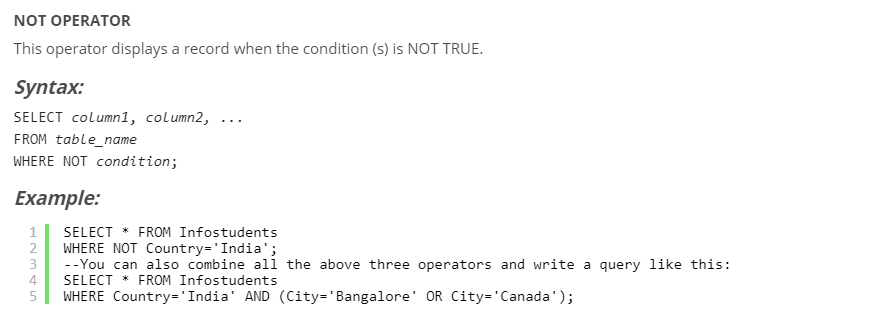 NOT OPERATOR
This operator displays a record when the condition (s) is NOT TRUE.
Syntax:
SELECT column1, column2, ...
FROM table_name
WHERE NOT condition;
Example:
1 SELECT * FROM Infostudents
2 WHERE NOT Country='India';
3 --You can also combine all the above three operators and write a query like this:
4 SELECT * FROM Infostudents
5 WHERE Country='India' AND (City='Bangalore' OR City='Canada');